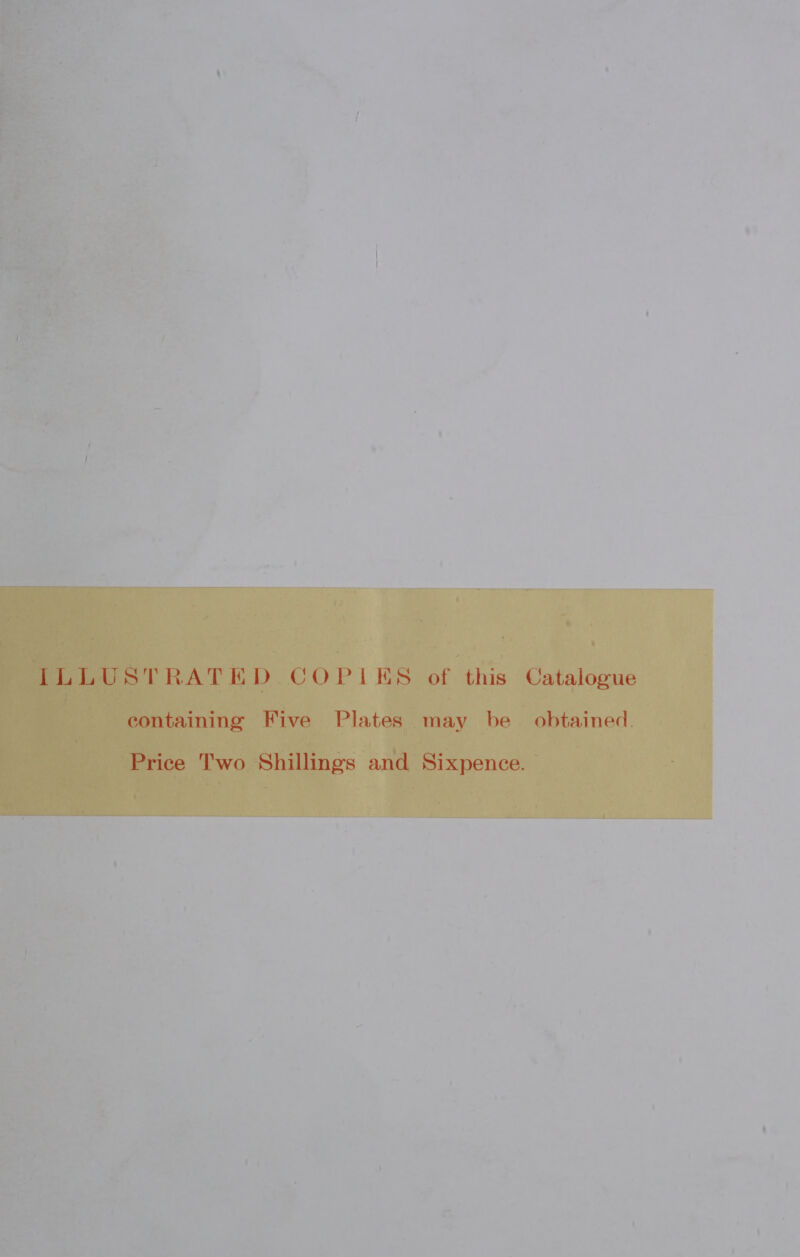 ILLUSTRATED COPIES of this Catalogue
containing Five Plates may be obtained.
Price Two Shillings and Sixpence.